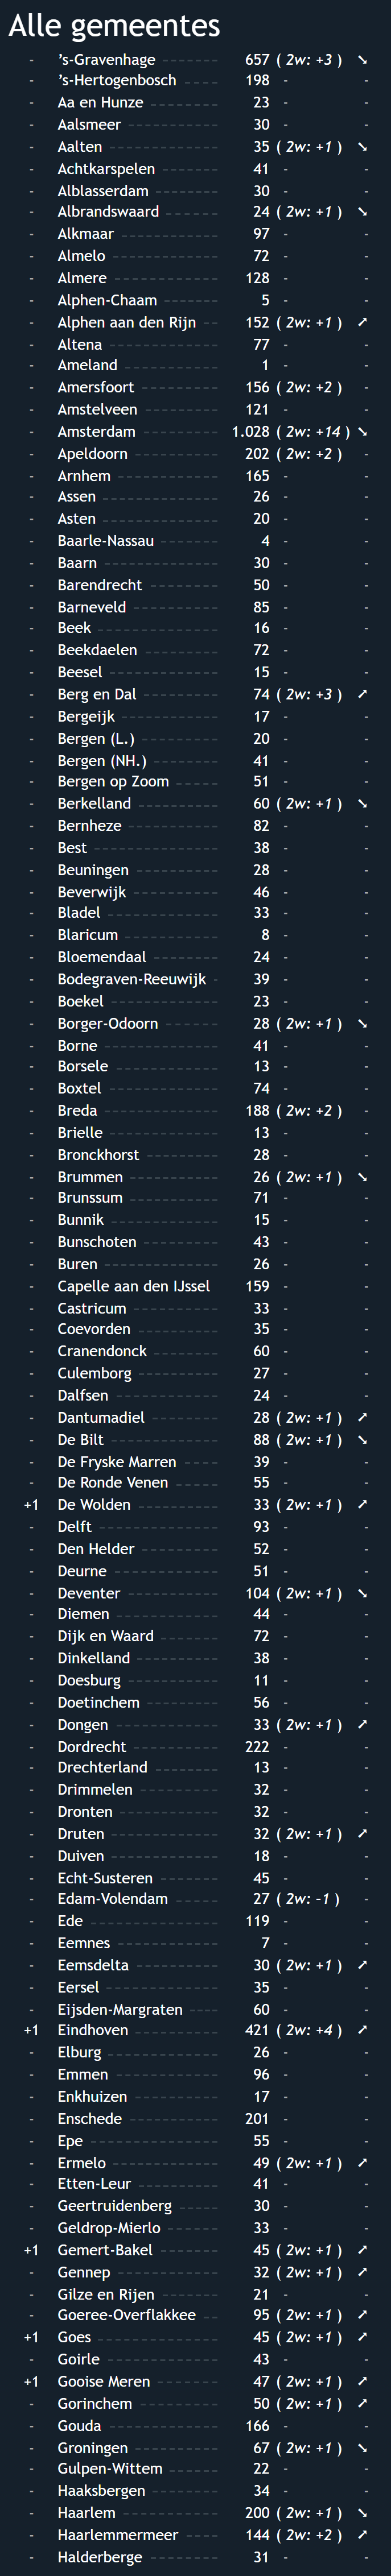 Alle gemeentes
- 's-Gravenhage 657 ( 2w: +3 ) ➘
- 's-Hertogenbosch 198 - -
- Aa en Hunze 23 - -
- Aalsmeer 30 - -
- Aalten 35 ( 2w: +1 ) ➘
- Achtkarspelen 41 - -
- Alblasserdam 30 - -
- Albrandswaard 24 ( 2w: +1 ) ➘
- Alkmaar 97 - -
- Almelo 72 - -
- Almere 128 - -
- Alphen-Chaam 5 - -
- Alphen aan den Rijn 152 ( 2w: +1 ) ➚
- Altena 77 - -
- Ameland 1 - -
- Amersfoort 156 ( 2w: +2 ) -
- Amstelveen 121 - -
- Amsterdam 1.028 ( 2w: +14 ) ➘
- Apeldoorn 202 ( 2w: +2 ) -
- Arnhem 165 - -
- Assen 26 - -
- Asten 20 - -
- Baarle-Nassau 4 - -
- Baarn 30 - -
- Barendrecht 50 - -
- Barneveld 85 - -
- Beek 16 - -
- Beekdaelen 72 - -
- Beesel 15 - -
- Berg en Dal 74 ( 2w: +3 ) ➚
- Bergeijk 17 - -
- Bergen (L.) 20 - -
- Bergen (NH.) 41 - -
- Bergen op Zoom 51 - -
- Berkelland 60 ( 2w: +1 ) ➘
- Bernheze 82 - -
- Best 38 - -
- Beuningen 28 - -
- Beverwijk 46 - -
- Bladel 33 - -
- Blaricum 8 - -
- Bloemendaal 24 - -
- Bodegraven-Reeuwijk 39 - -
- Boekel 23 - -
- Borger-Odoorn 28 ( 2w: +1 ) ➘
- Borne 41 - -
- Borsele 13 - -
- Boxtel 74 - -
- Breda 188 ( 2w: +2 ) -
- Brielle 13 - -
- Bronckhorst 28 - -
- Brummen 26 ( 2w: +1 ) ➘
- Brunssum 71 - -
- Bunnik 15 - -
- Bunschoten 43 - -
- Buren 26 - -
- Capelle aan den IJssel 159 - -
- Castricum 33 - -
- Coevorden 35 - -
- Cranendonck 60 - -
- Culemborg 27 - -
- Dalfsen 24 - -
- Dantumadiel 28 ( 2w: +1 ) ➚
- De Bilt 88 ( 2w: +1 ) ➘
- De Fryske Marren 39 - -
- De Ronde Venen 55 - -
+1 De Wolden 33 ( 2w: +1 ) ➚
- Delft 93 - -
- Den Helder 52 - -
- Deurne 51 - -
- Deventer 104 ( 2w: +1 ) ➘
- Diemen 44 - -
- Dijk en Waard 72 - -
- Dinkelland 38 - -
- Doesburg 11 - -
- Doetinchem 56 - -
- Dongen 33 ( 2w: +1 ) ➚
- Dordrecht 222 - -
- Drechterland 13 - -
- Drimmelen 32 - -
- Dronten 32 - -
- Druten 32 ( 2w: +1 ) ➚
- Duiven 18 - -
- Echt-Susteren 45 - -
- Edam-Volendam 27 ( 2w: -1 ) -
- Ede 119 - -
- Eemnes 7 - -
- Eemsdelta 30 ( 2w: +1 ) ➚
- Eersel 35 - -
- Eijsden-Margraten 60 - -
+1 Eindhoven 421 ( 2w: +4 ) ➚
- Elburg 26 - -
- Emmen 96 - -
- Enkhuizen 17 - -
- Enschede 201 - -
- Epe 55 - -
- Ermelo 49 ( 2w: +1 ) ➚
- Etten-Leur 41 - -
- Geertruidenberg 30 - -
- Geldrop-Mierlo 33 - -
+1 Gemert-Bakel 45 ( 2w: +1 ) ➚
- Gennep 32 ( 2w: +1 ) ➚
- Gilze en Rijen 21 - -
- Goeree-Overflakkee 95 ( 2w: +1 ) ➚
+1 Goes 45 ( 2w: +1 ) ➚
- Goirle 43 - -
+1 Gooise Meren 47 ( 2w: +1 ) ➚
- Gorinchem 50 ( 2w: +1 ) ➚
- Gouda 166 - -
- Groningen 67 ( 2w: +1 ) ➘
- Gulpen-Wittem 22 - -
- Haaksbergen 34 - -
- Haarlem 200 ( 2w: +1 ) ➘
- Haarlemmermeer 144 ( 2w: +2 ) ➚
- Halderberge 31 - -